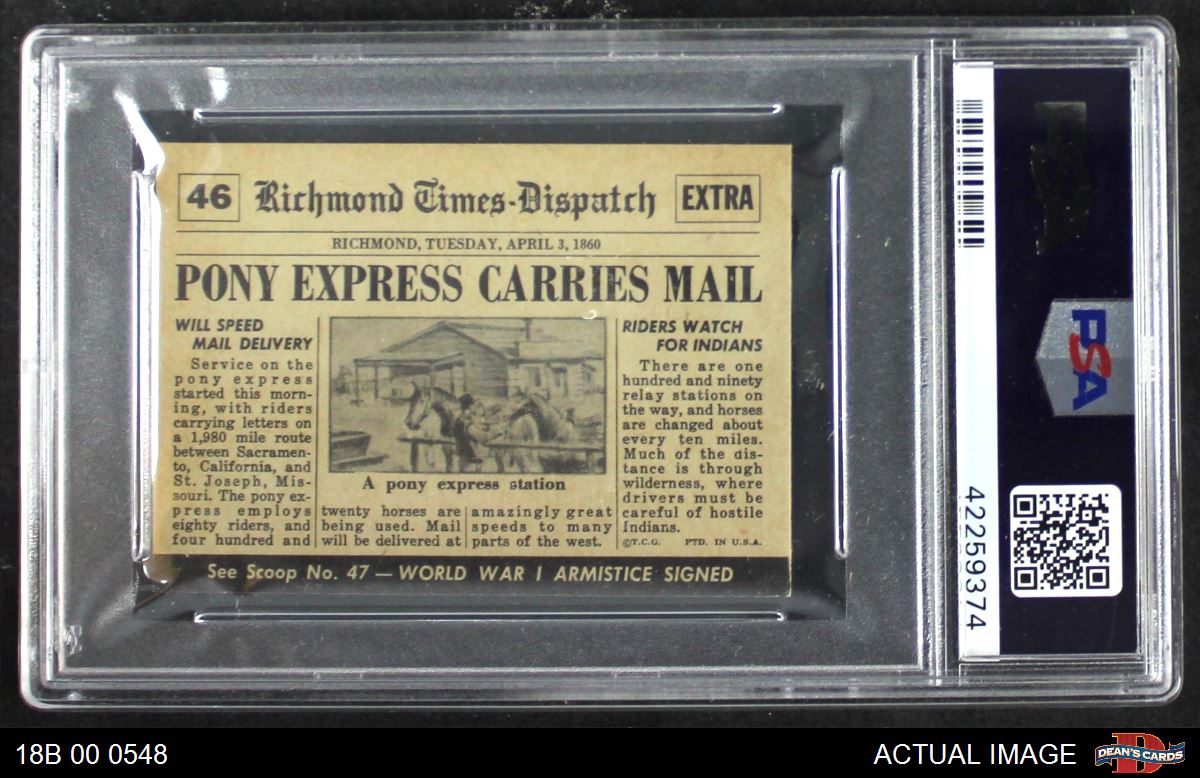 46 Richmond Times-Dispatch EXTRA
RICHMOND, TUESDAY, APRIL 3, 1860
PONY EXPRESS CARRIES MAIL
WILL SPEED
MAIL DELIVERY
Service on the
pony express
started this morn-
ing, with riders
carrying letters on
a 1,980 mile route
between Sacramen-
to, California, and
St. Joseph, Mis-
souri. The pony ex-
press employs
eighty riders, and
four hundred and
A pony express station
twenty horses are
being used. Mail
will be delivered at
amazingly great
speeds to many
parts of the west.
RIDERS WATCH
FOR INDIANS
There are one
hundred and ninety
relay stations on
the way, and horses
are changed about
every ten miles.
Much of the dis-
tance is through
wilderness, where
drivers must be
careful of hostile
Indians.
©T.C.G. PTD. IN U.S.A.
See Scoop No. 47 — WORLD WAR I ARMISTICE SIGNED
PSA
42259374
18B 00 0548
ACTUAL IMAGE
DEAN'S CARDS